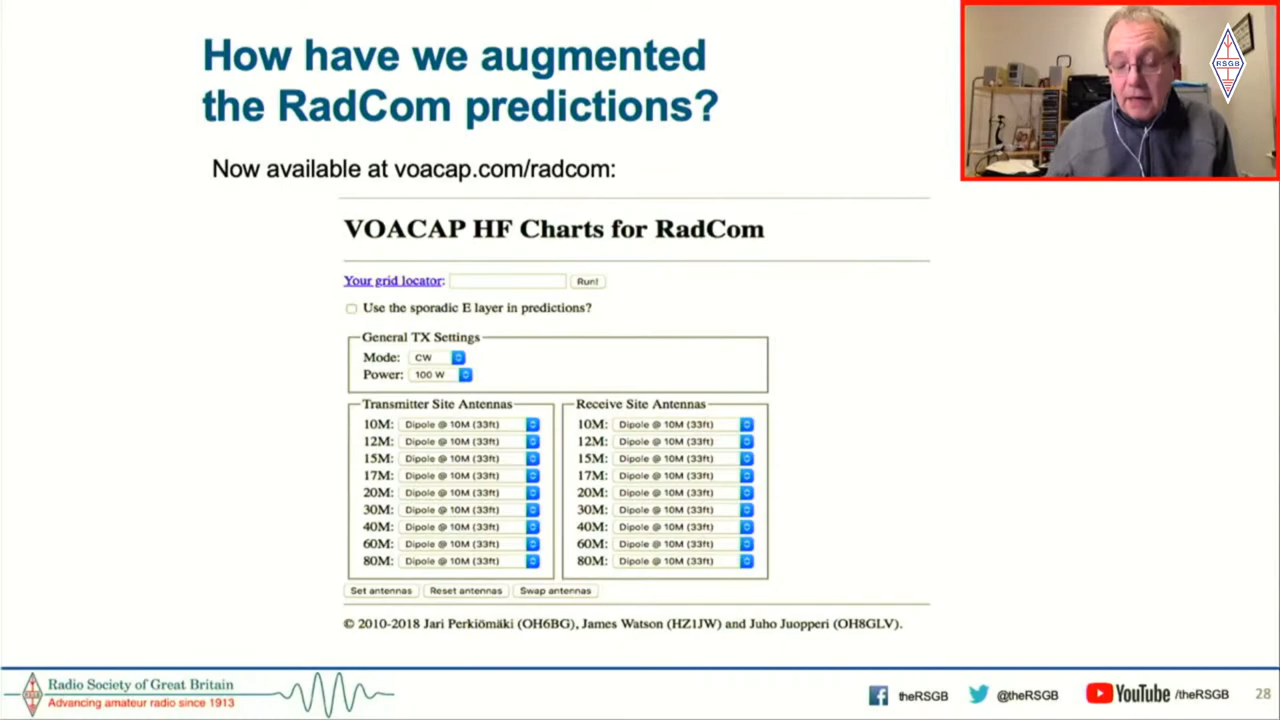 How have we augmented
the RadCom predictions?
RSGB
Now available at voacap.com/radcom:
VOACAP HF Charts for RadCom
Your grid locator: Run!
Use the sporadic E layer in predictions?
General TX Settings
Mode: CW
Power: 100 W
Transmitter Site Antennas
10M: Dipole @ 10M (33ft)
12M: Dipole @ 10M (33ft)
15M: Dipole @ 10M (33ft)
17M: Dipole @ 10M (33ft)
20M: Dipole @ 10M (33ft)
30M: Dipole @ 10M (33ft)
40M: Dipole @ 10M (33ft)
60M: Dipole @ 10M (33ft)
80M: Dipole @ 10M (33ft)
Receive Site Antennas
10M: Dipole @ 10M (33ft)
12M: Dipole @ 10M (33ft)
15M: Dipole @ 10M (33ft)
17M: Dipole @ 10M (33ft)
20M: Dipole @ 10M (33ft)
30M: Dipole @ 10M (33ft)
40M: Dipole @ 10M (33ft)
60M: Dipole @ 10M (33ft)
80M: Dipole @ 10M (33ft)
Set antennas Reset antennas Swap antennas
© 2010-2018 Jari Perkiömäki (OH6BG), James Watson (HZ1JW) and Juho Juopperi (OH8GLV).
Radio Society of Great Britain
Advancing amateur radio since 1913
theRSGB @theRSGB YouTube /theRSGB 28